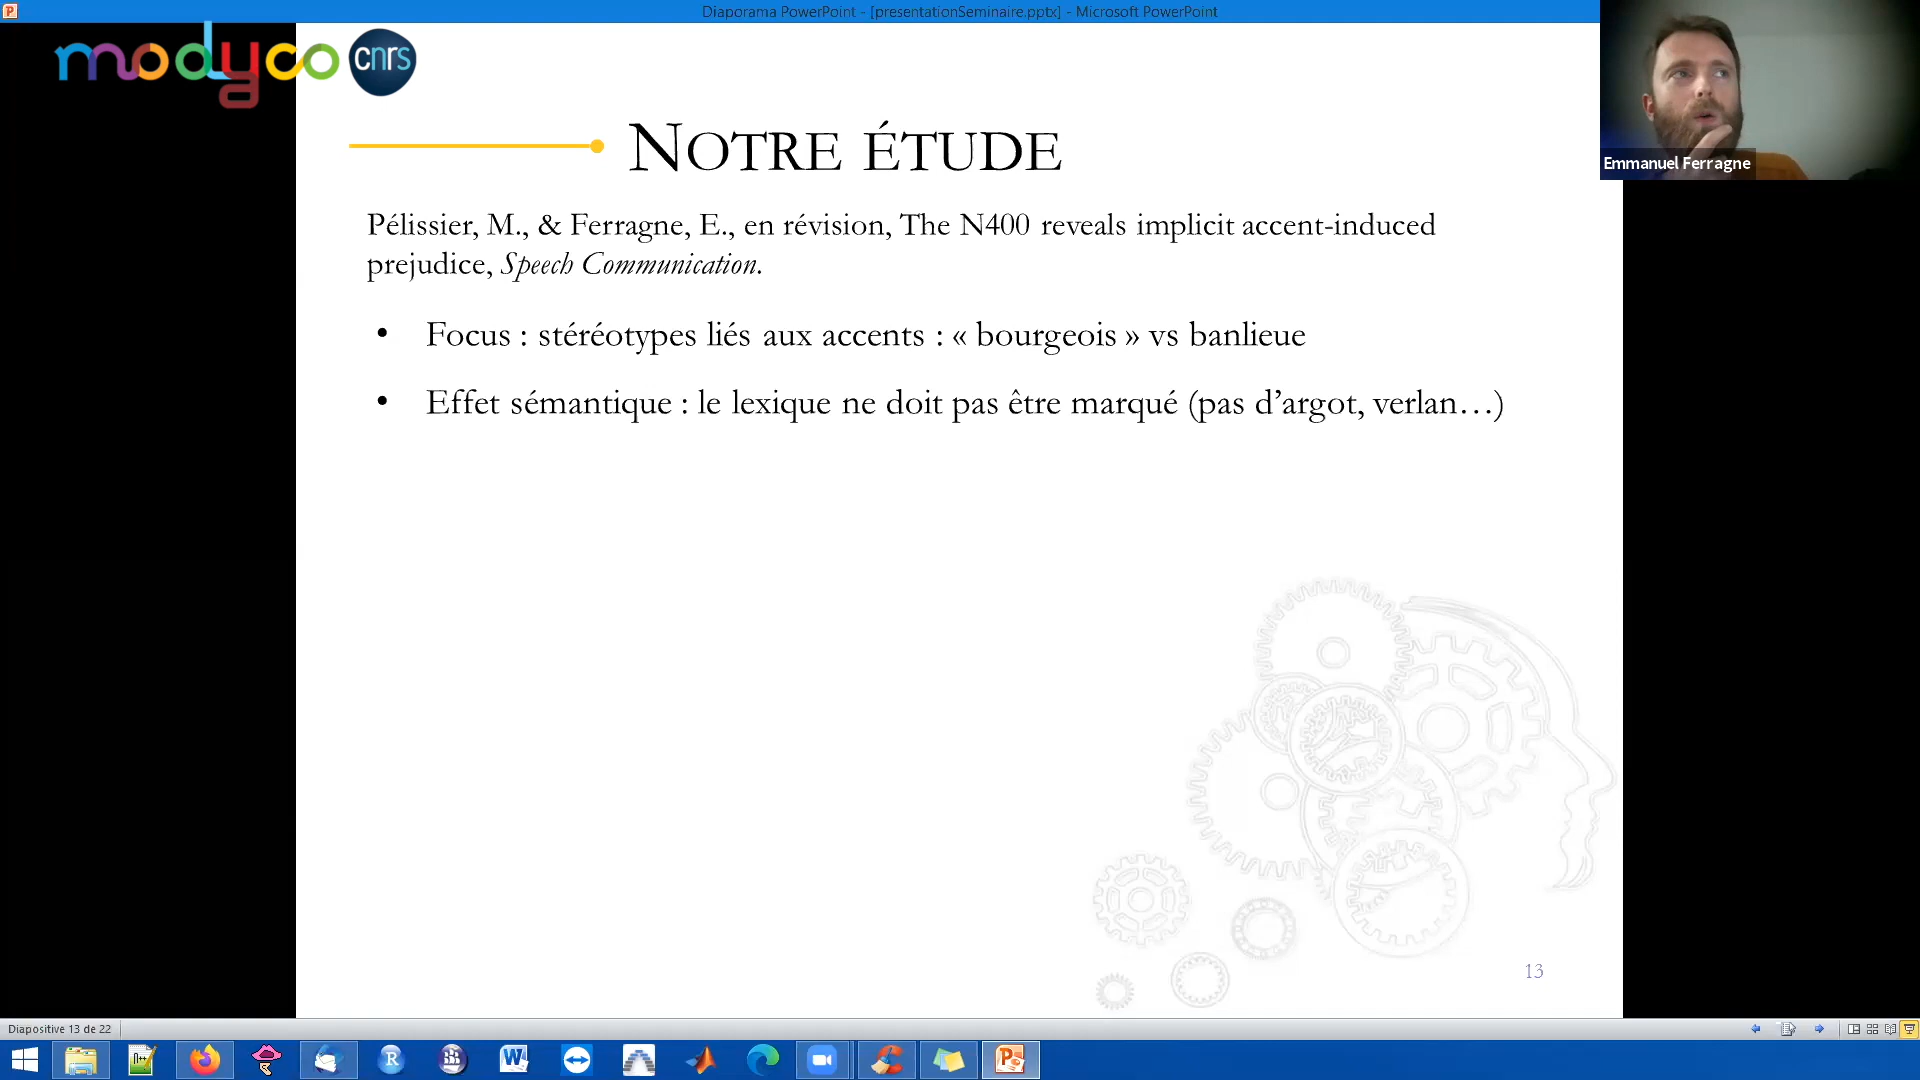 Diaporama PowerPoint - [presentationSeminaire.pptx] - Microsoft PowerPoint
modyco cnrs
Emmanuel Ferragne
NOTRE ÉTUDE
Pélissier, M., & Ferragne, E., en révision, The N400 reveals implicit accent-induced
prejudice, Speech Communication.
• Focus : stéréotypes liés aux accents : « bourgeois » vs banlieue
• Effet sémantique : le lexique ne doit pas être marqué (pas d’argot, verlan…)
13
Diapositive 13 de 22